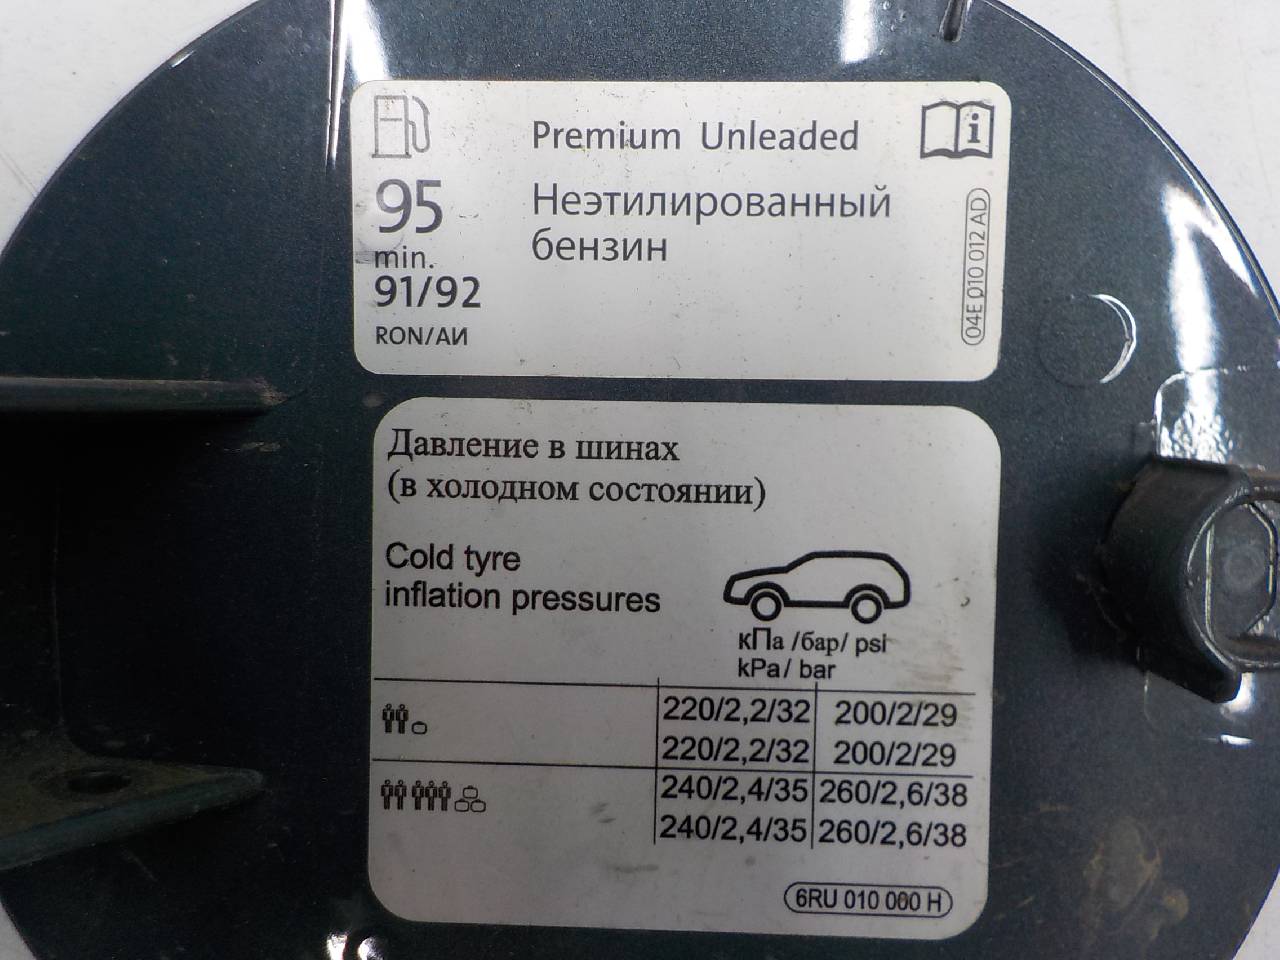 Premium Unleaded
95
Неэтилированный
бензин
min.
91/92
RON/АИ
04E 010 012 AD
Давление в шинах
(в холодном состоянии)
Cold tyre
inflation pressures
кПа /бар/ psi
kPa/ bar
220/2,2/32 200/2/29
220/2,2/32 200/2/29
240/2,4/35 260/2,6/38
240/2,4/35 260/2,6/38
6RU 010 000 H